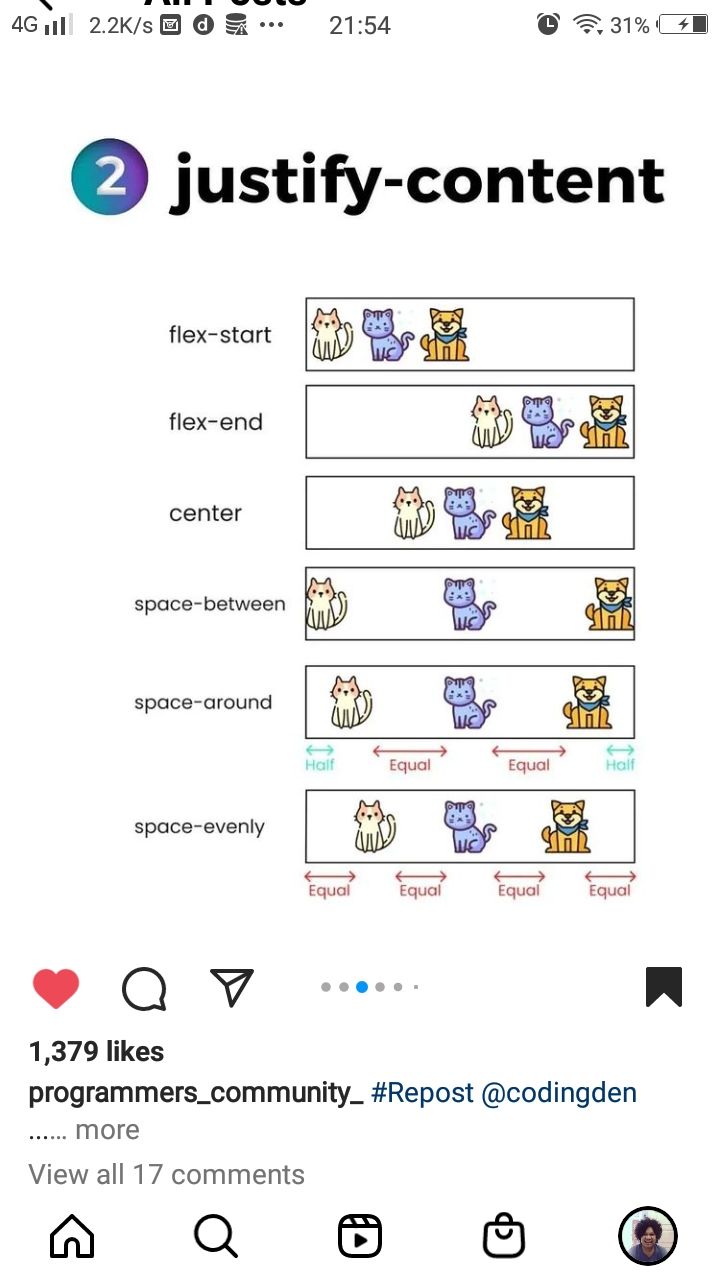 4G 2.2K/s 21:54 31%
2 justify-content
flex-start
flex-end
center
space-between
space-around
Half Equal Equal Half
space-evenly
Equal Equal Equal Equal
1,379 likes
programmers_community_ #Repost @codingden
...... more
View all 17 comments